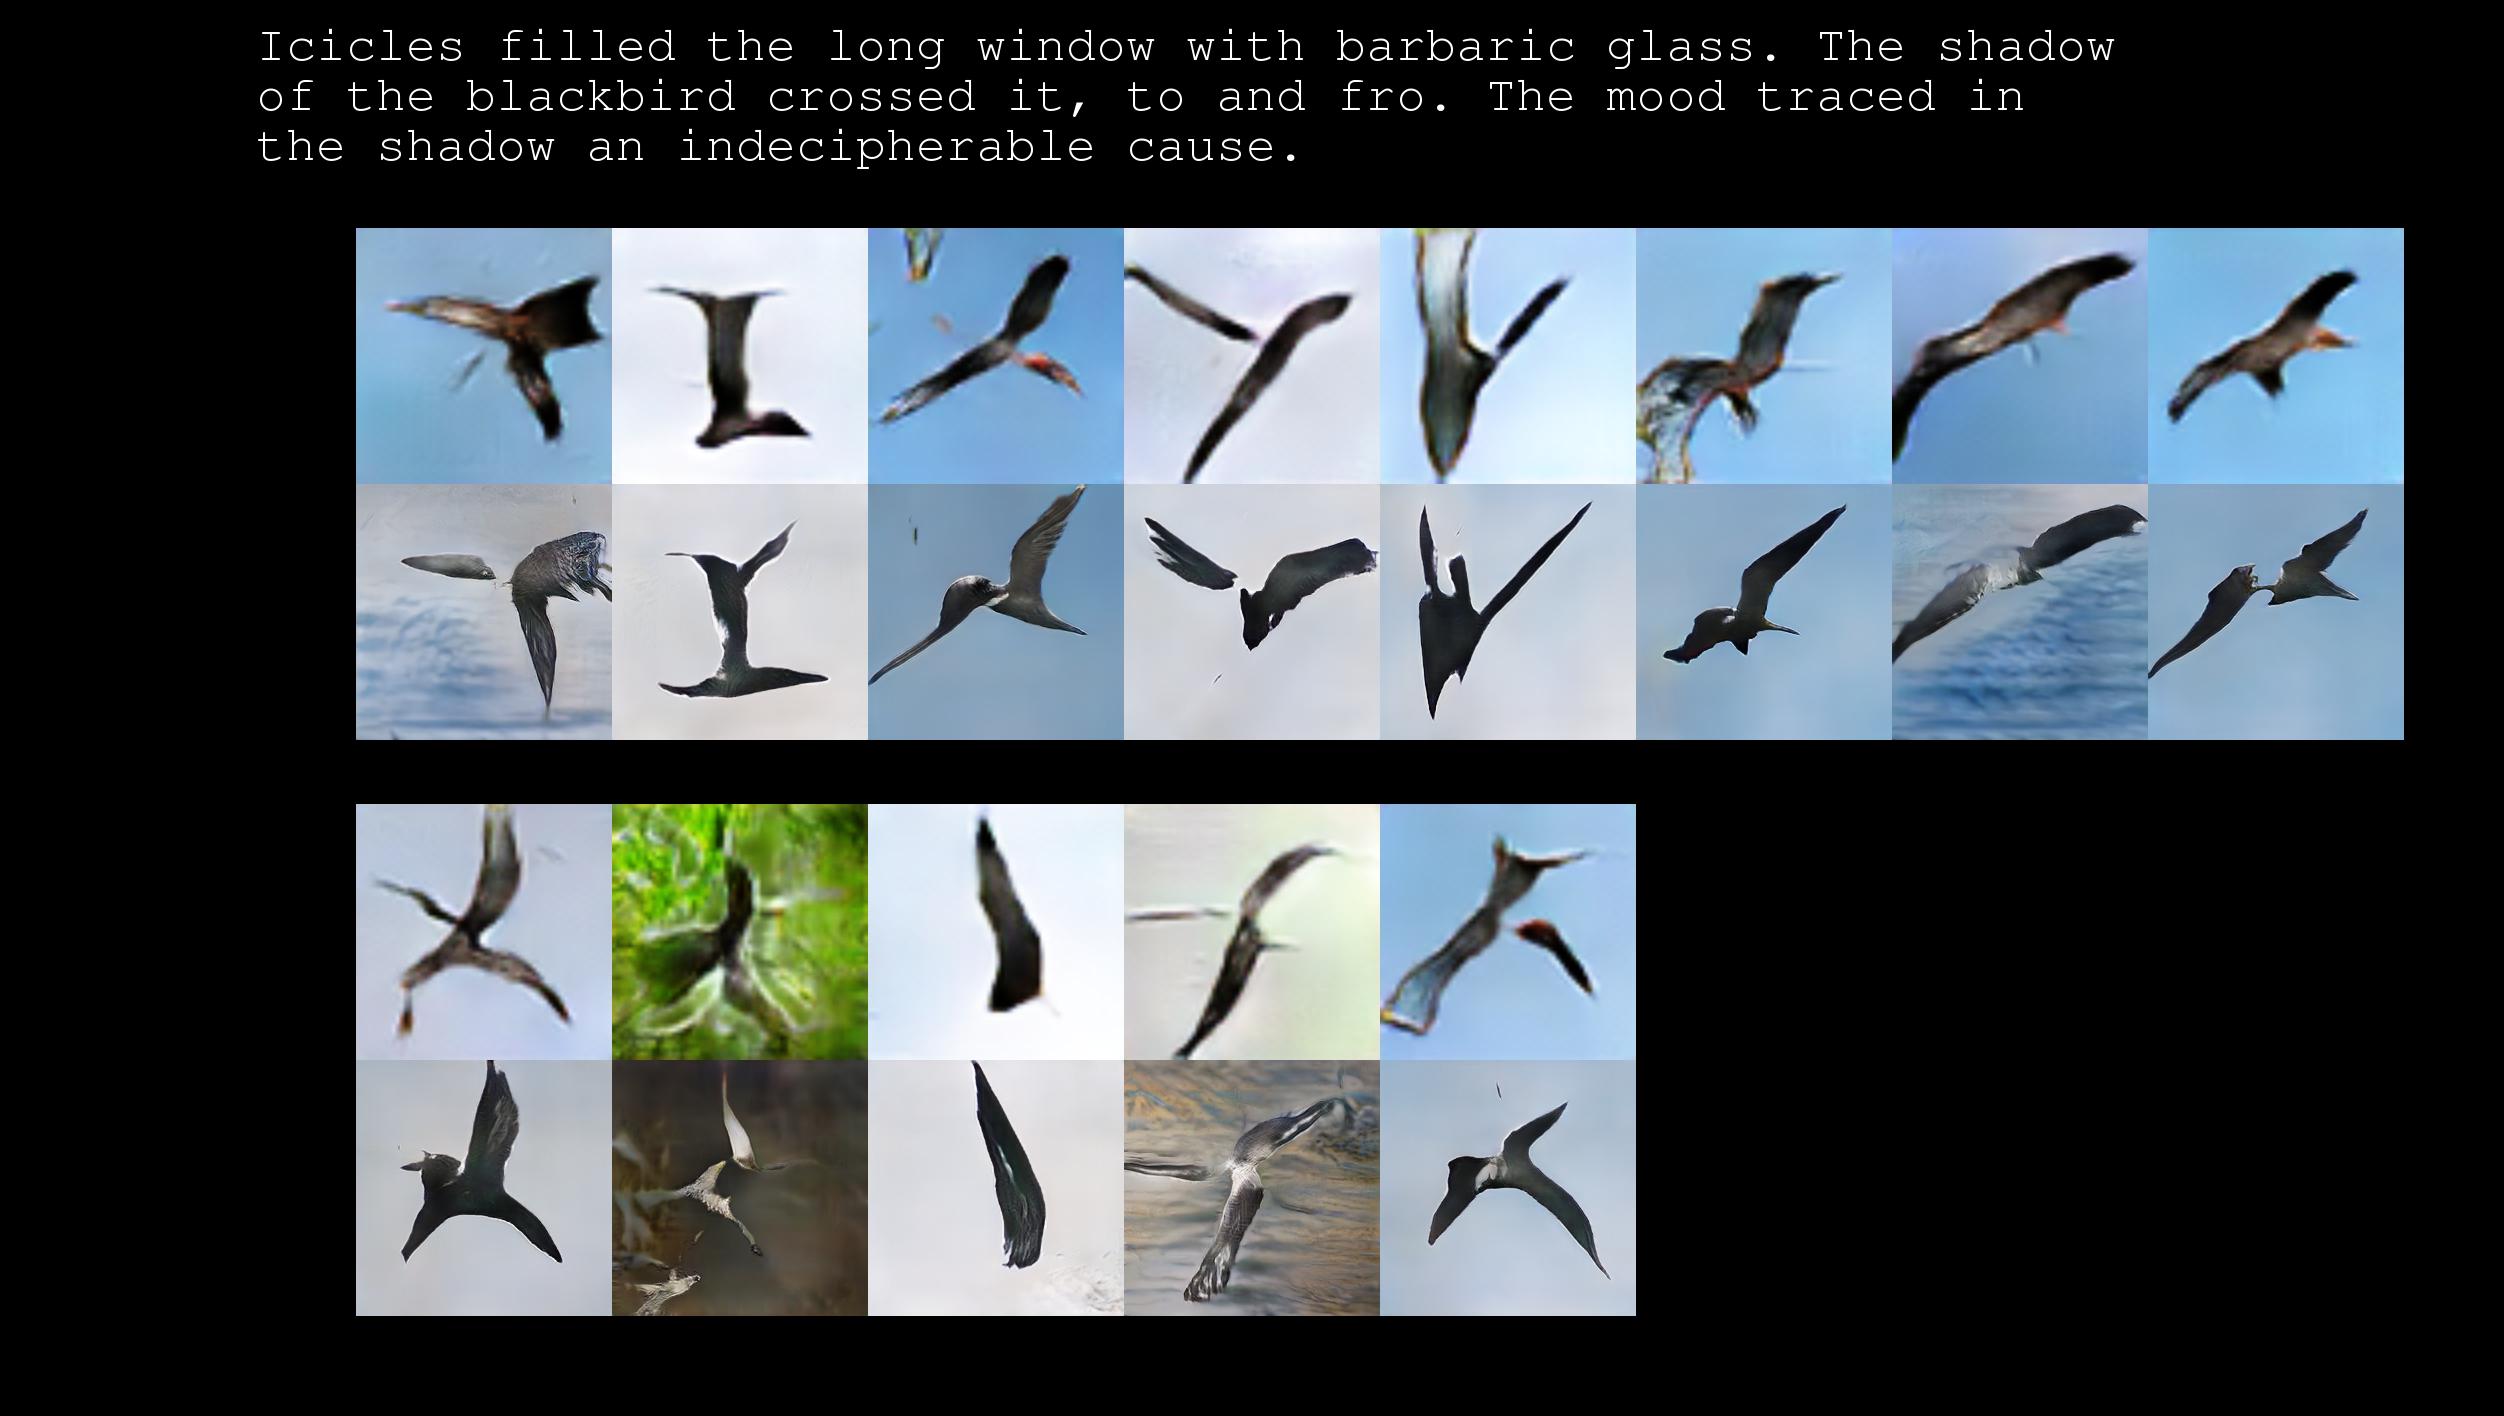 Icicles filled the long window with barbaric glass. The shadow
of the blackbird crossed it, to and fro. The mood traced in
the shadow an indecipherable cause.